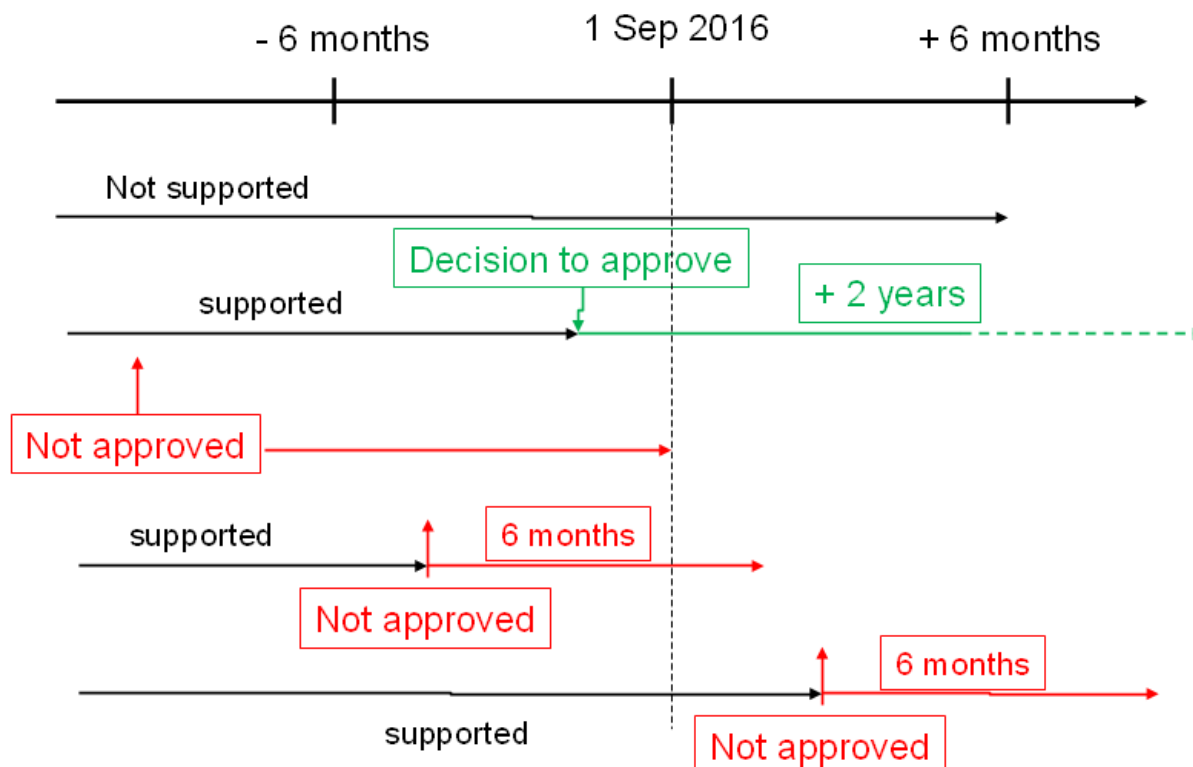 - 6 months
1 Sep 2016
+ 6 months
Not supported
Decision to approve
supported
+ 2 years
Not approved
supported
6 months
Not approved
6 months
supported
Not approved